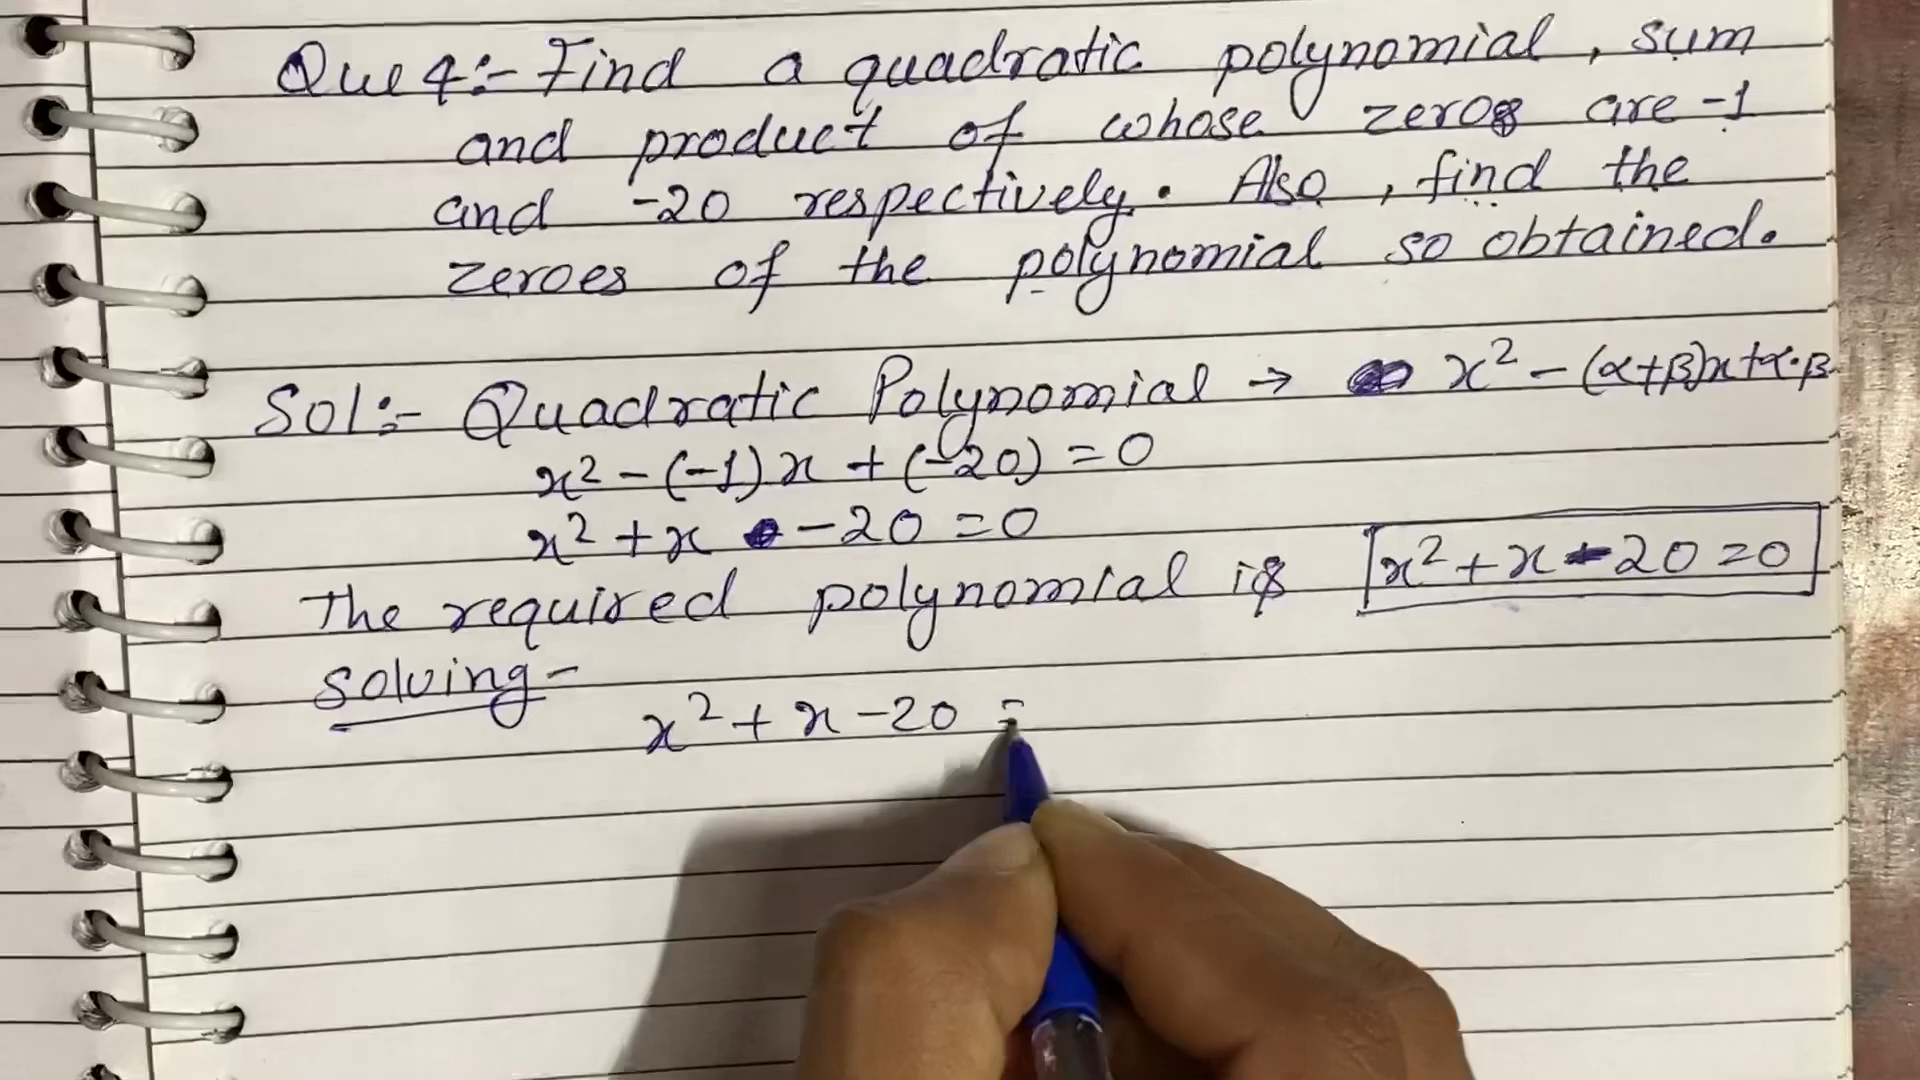 Que 4:- Find a quadratic polynomial, sum
and product of whose zeros are -1
and -20 respectively. Also, find the
zeroes of the polynomial so obtained.
Sol:- Quadratic Polynomial → x² - (α+β)x+α.β
x² - (-1)x + (-20) = 0
x² + x - 20 = 0
The required polynomial is x² + x - 20 = 0
solving-
x² + x - 20 =